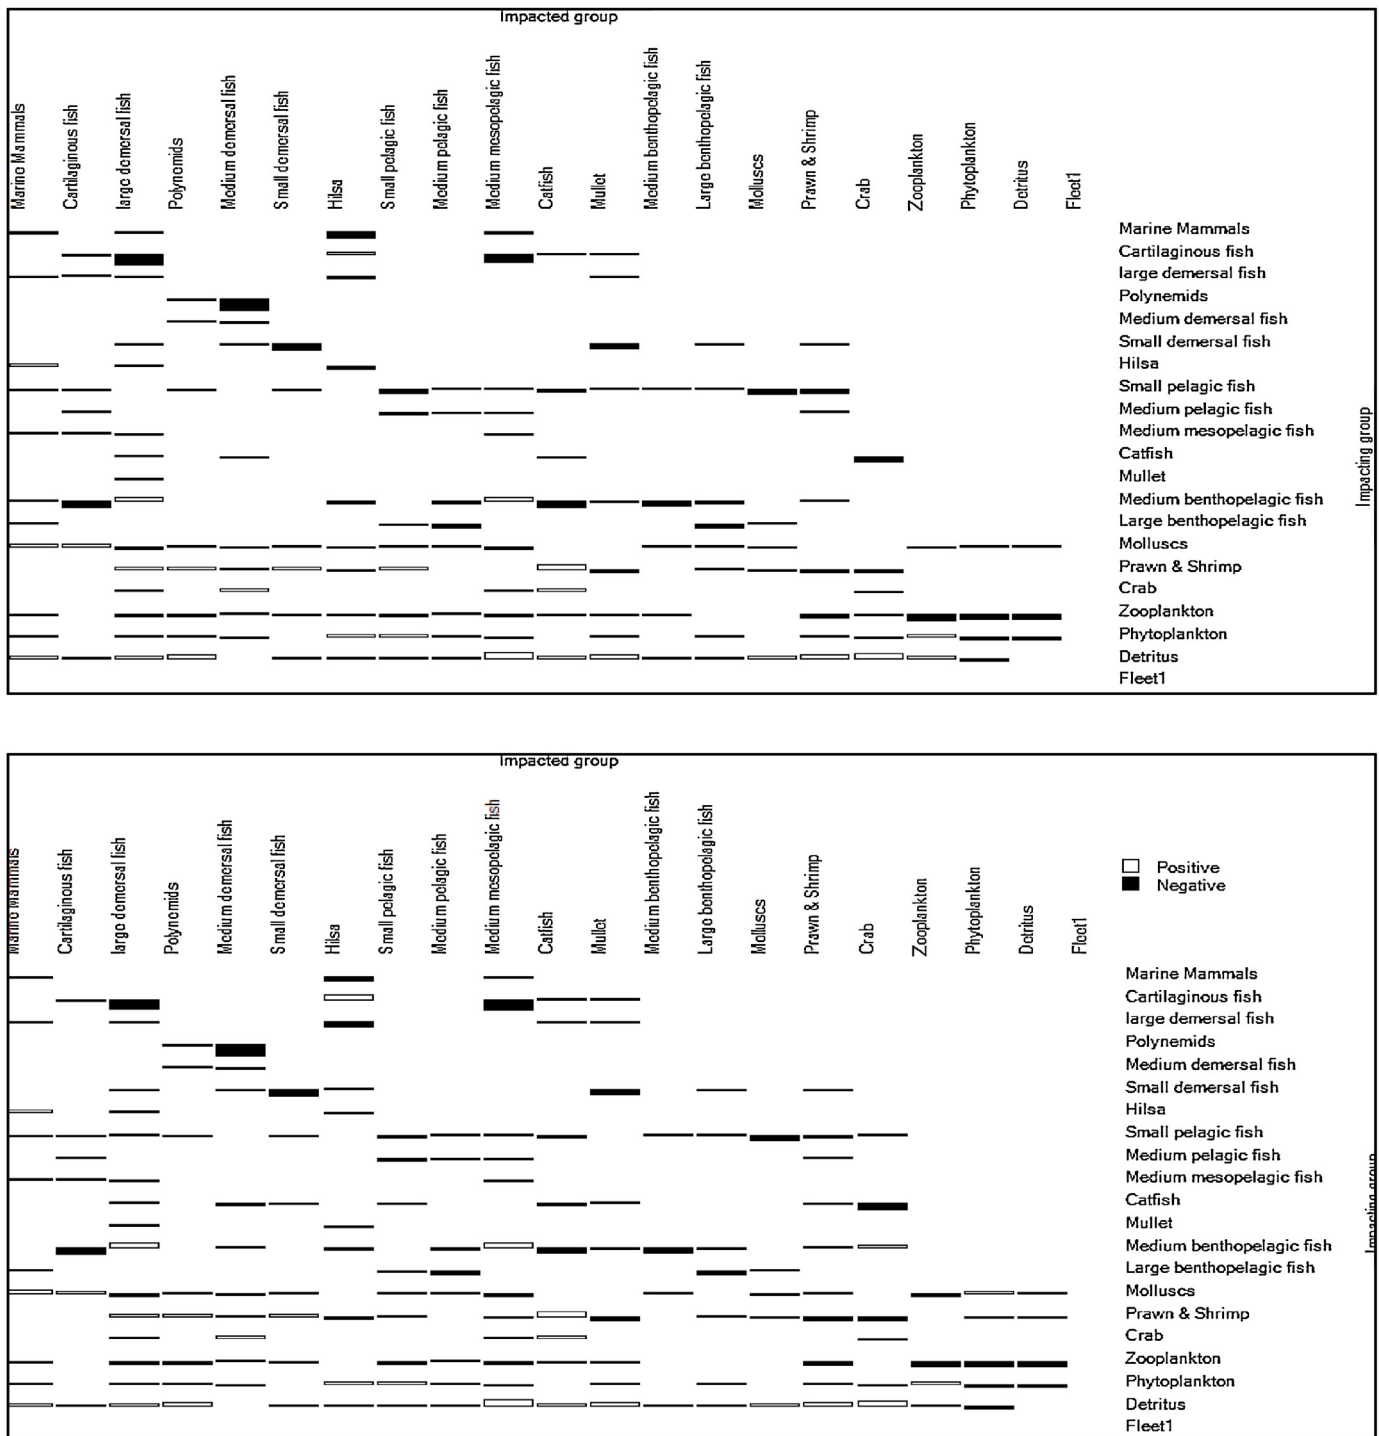 Impacted group
Marine Mammals
Cartilaginous fish
large demersal fish
Polynemids
Medium demersal fish
Small demersal fish
Hilsa
Small pelagic fish
Medium pelagic fish
Medium mesopelagic fish
Catfish
Mullet
Medium benthopelagic fish
Large benthopelagic fish
Molluscs
Prawn & Shrimp
Crab
Zooplankton
Phytoplankton
Detritus
Fleet1
Marine Mammals
Cartilaginous fish
large demersal fish
Polynemids
Medium demersal fish
Small demersal fish
Hilsa
Small pelagic fish
Medium pelagic fish
Medium mesopelagic fish
Catfish
Mullet
Medium benthopelagic fish
Large benthopelagic fish
Molluscs
Prawn & Shrimp
Crab
Zooplankton
Phytoplankton
Detritus
Fleet1
Impacting group
Impacted group
Marine Mammals
Cartilaginous fish
large demersal fish
Polynemids
Medium demersal fish
Small demersal fish
Hilsa
Small pelagic fish
Medium pelagic fish
Medium mesopelagic fish
Catfish
Mullet
Medium benthopelagic fish
Large benthopelagic fish
Molluscs
Prawn & Shrimp
Crab
Zooplankton
Phytoplankton
Detritus
Fleet1
Positive
Negative
Marine Mammals
Cartilaginous fish
large demersal fish
Polynemids
Medium demersal fish
Small demersal fish
Hilsa
Small pelagic fish
Medium pelagic fish
Medium mesopelagic fish
Catfish
Mullet
Medium benthopelagic fish
Large benthopelagic fish
Molluscs
Prawn & Shrimp
Crab
Zooplankton
Phytoplankton
Detritus
Fleet1
Impacting group